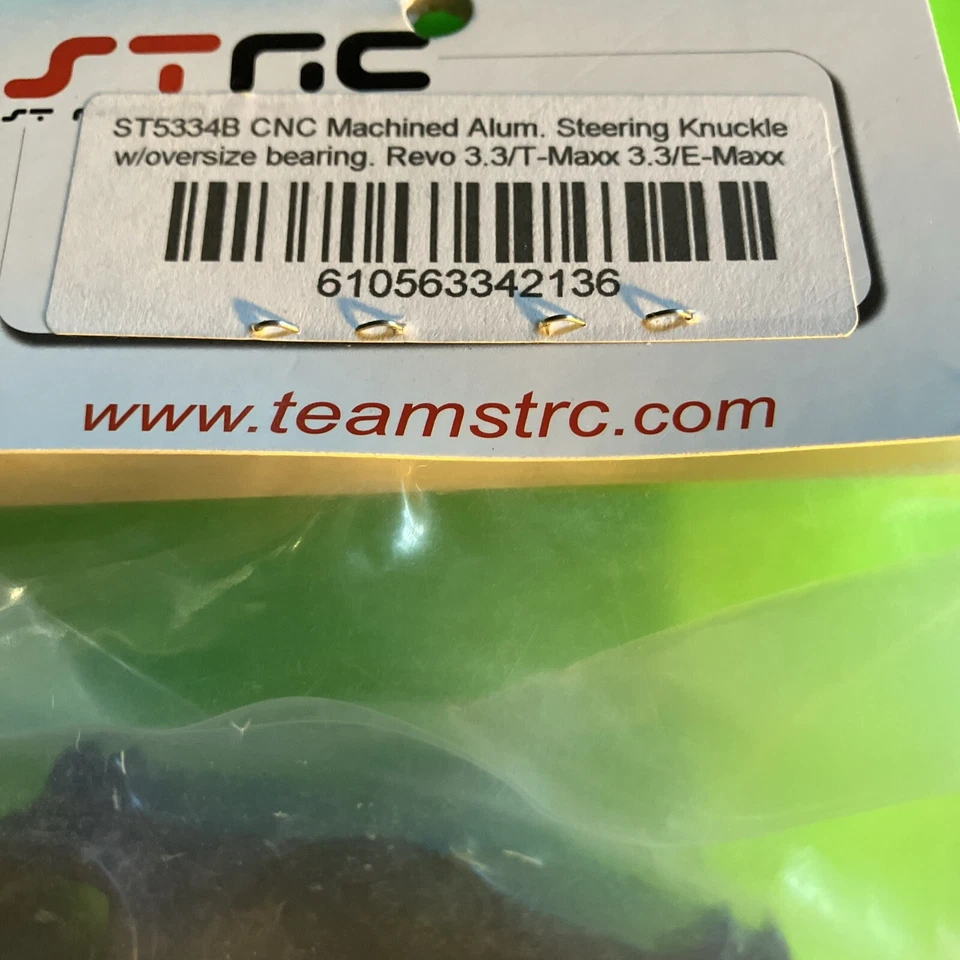 STRC
ST
ST5334B CNC Machined Alum. Steering Knuckle
w/oversize bearing. Revo 3.3/T-Maxx 3.3/E-Maxx
610563342136
www.teamstrc.com